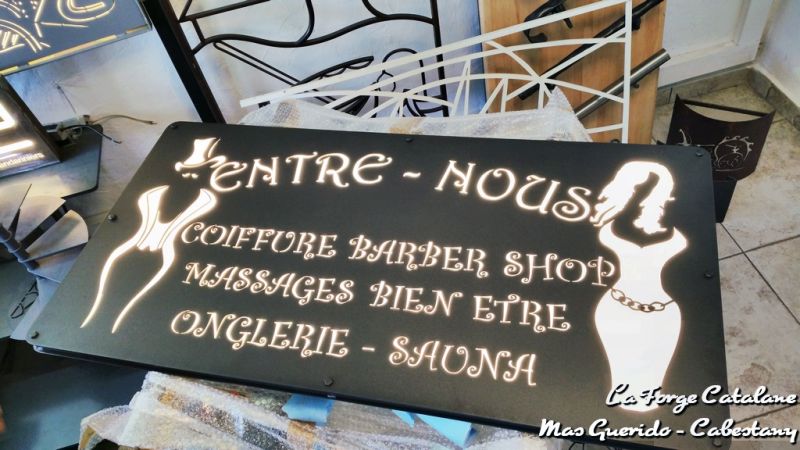 L'ENTRE - NOUS
COIFFURE BARBER SHOP
MASSAGES BIEN ETRE
ONGLERIE - SAUNA
La Forge Catalane
Mas Guerido - Cabestany